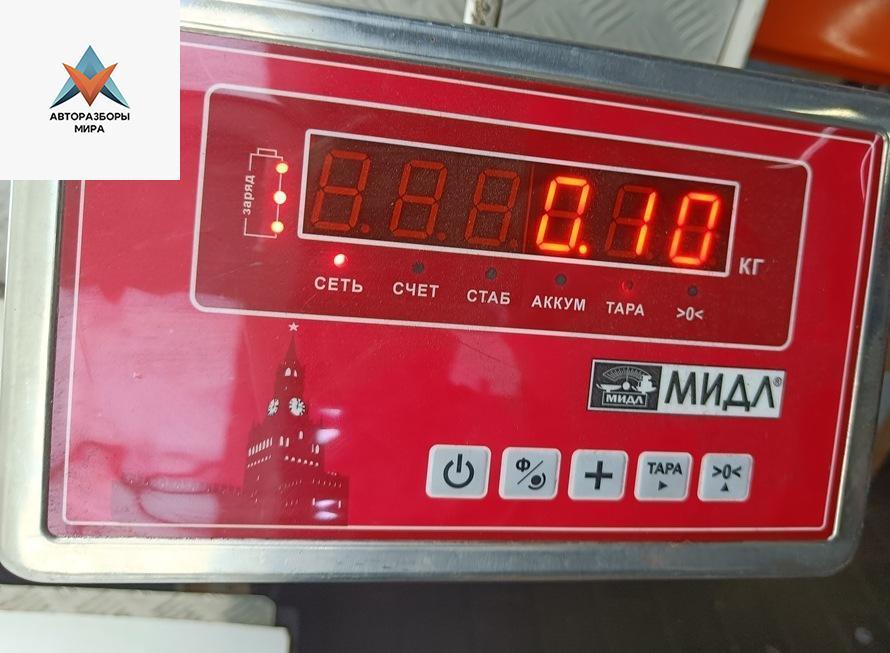 АВТОРАЗБОРЫ
МИРА
заряд
0.10
КГ
СЕТЬ СЧЕТ СТАБ АККУМ ТАРА >0<
МИДЛ МИДЛ®
Ф ТАРА >0<